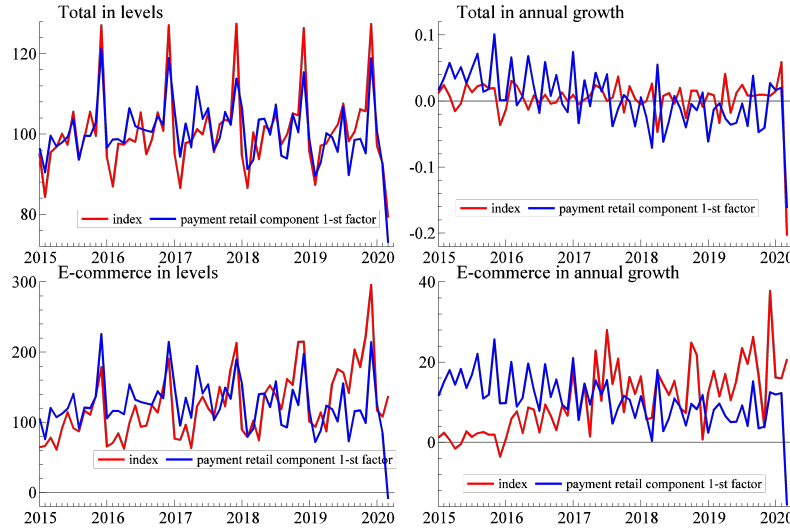 Total in levels
120
100
80
index payment retail component 1-st factor
2015 2016 2017 2018 2019 2020
Total in annual growth
0.1
0.0
-0.1
-0.2
index payment retail component 1-st factor
2015 2016 2017 2018 2019 2020
E-commerce in levels
300
200
100
0
index payment retail component 1-st factor
2015 2016 2017 2018 2019 2020
E-commerce in annual growth
40
20
0
index payment retail component 1-st factor
2015 2016 2017 2018 2019 2020